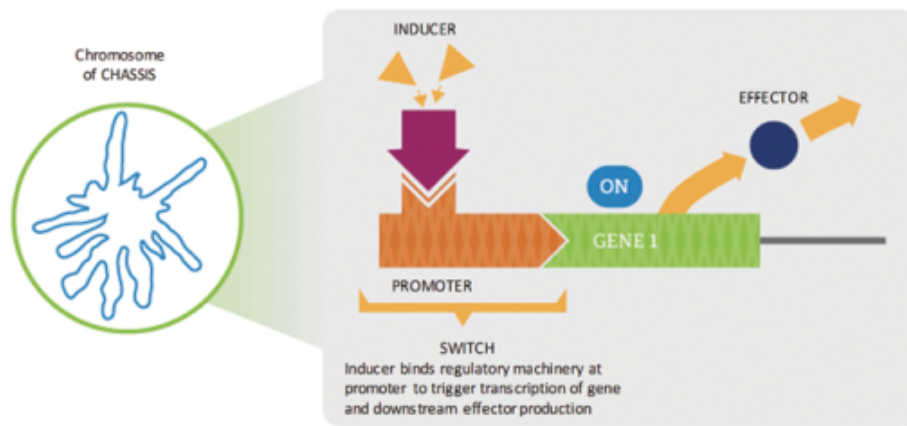 Chromosome
of CHASSIS
INDUCER
EFFECTOR
ON
GENE 1
PROMOTER
SWITCH
Inducer binds regulatory machinery at
promoter to trigger transcription of gene
and downstream effector production